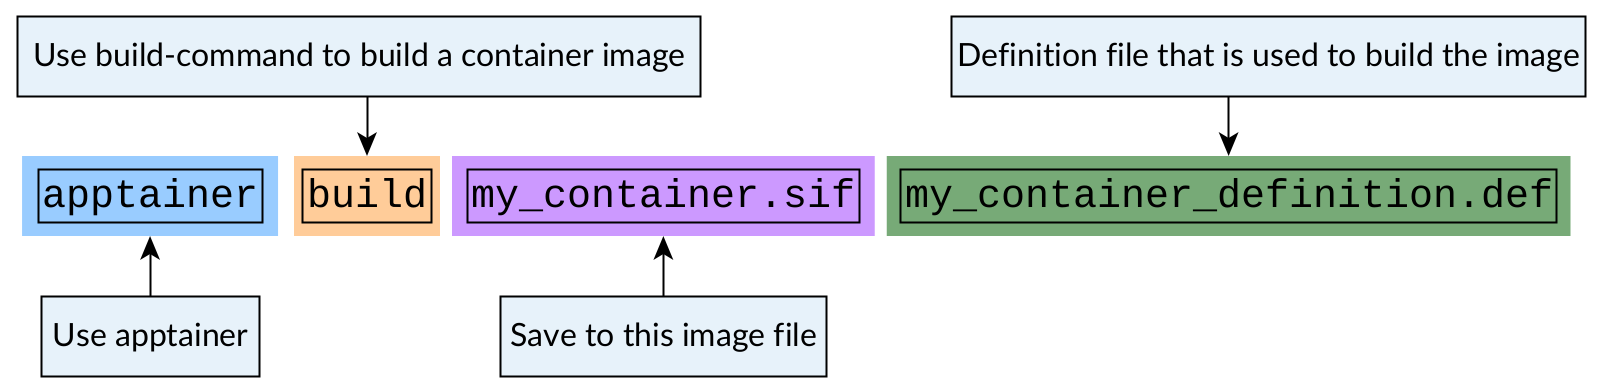 Use build-command to build a container image
Definition file that is used to build the image
apptainer build my_container.sif my_container_definition.def
Use apptainer
Save to this image file